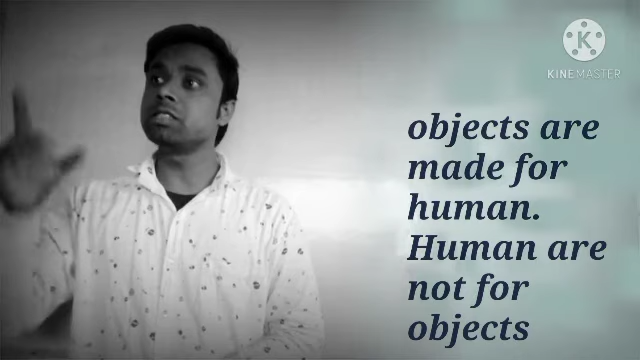 K
KINEMASTER
objects are
made for
human.
Human are
not for
objects